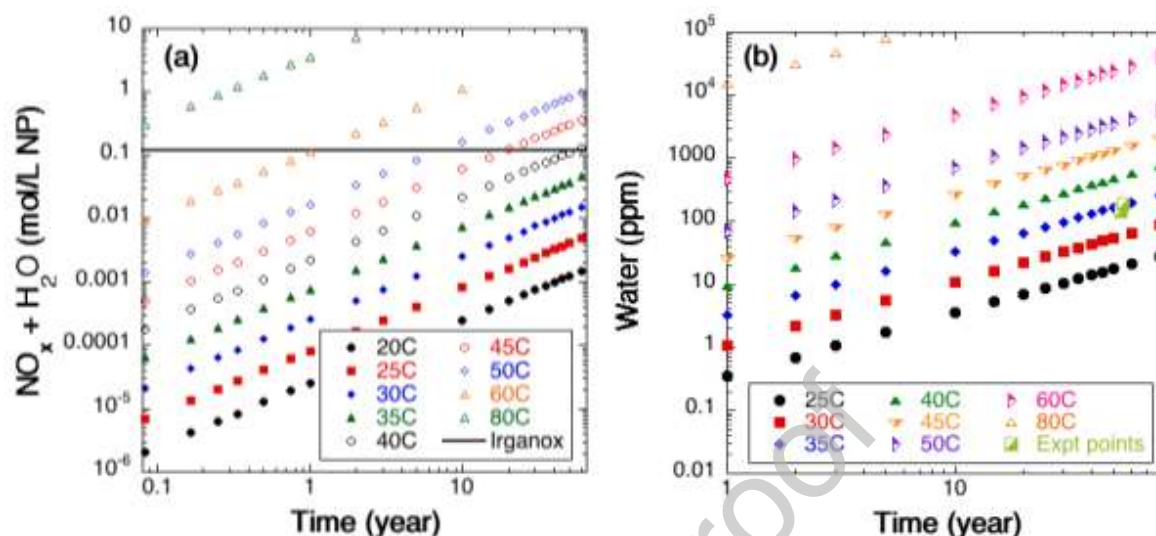 (a)
NOx + H2O (mol/L NP)
10
1
0.1
0.01
0.001
0.0001
10-5
10-6
0.1 1 10
Time (year)
20C 45C
25C 50C
30C 60C
35C 80C
40C Irganox
(b)
Water (ppm)
105
104
1000
100
10
1
0.1
0.01
1 10
Time (year)
25C 40C 60C
30C 45C 80C
35C 50C Expt points
roof